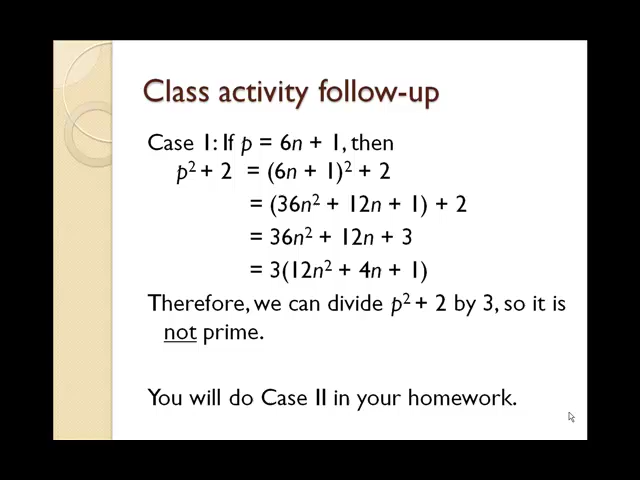 Class activity follow-up
Case 1: If p = 6n + 1, then
p² + 2 = (6n + 1)² + 2
= (36n² + 12n + 1) + 2
= 36n² + 12n + 3
= 3(12n² + 4n + 1)
Therefore, we can divide p² + 2 by 3, so it is
not prime.
You will do Case II in your homework.